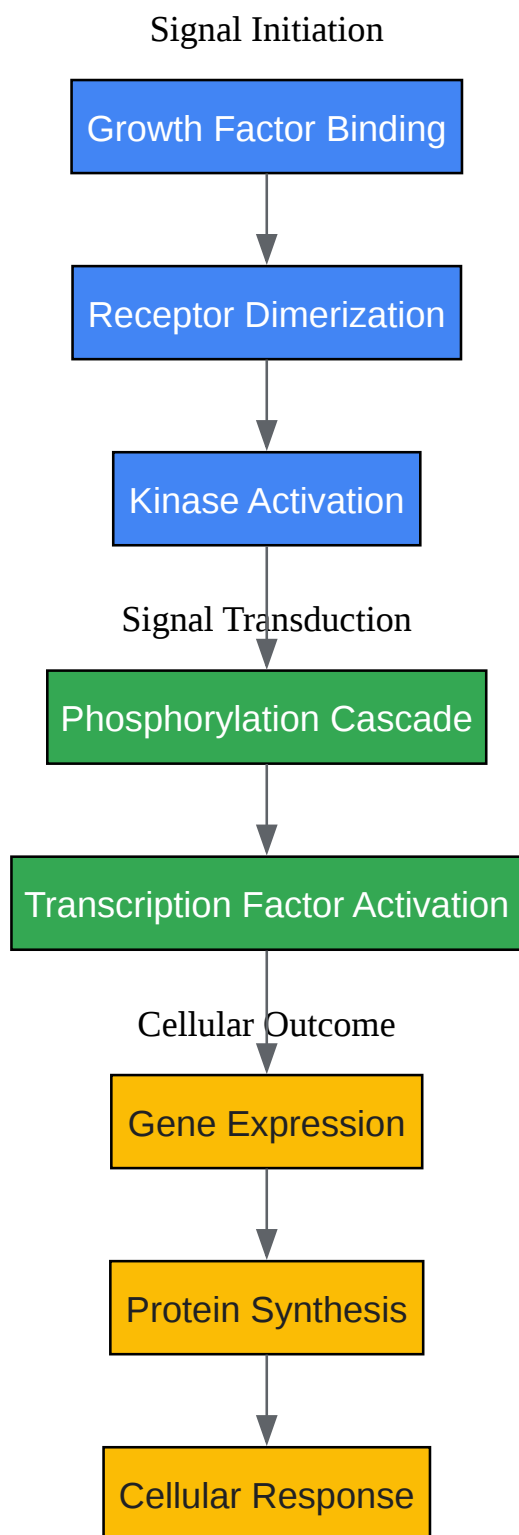 Signal Initiation
Growth Factor Binding
Receptor Dimerization
Kinase Activation
Signal Transduction
Phosphorylation Cascade
Transcription Factor Activation
Cellular Outcome
Gene Expression
Protein Synthesis
Cellular Response